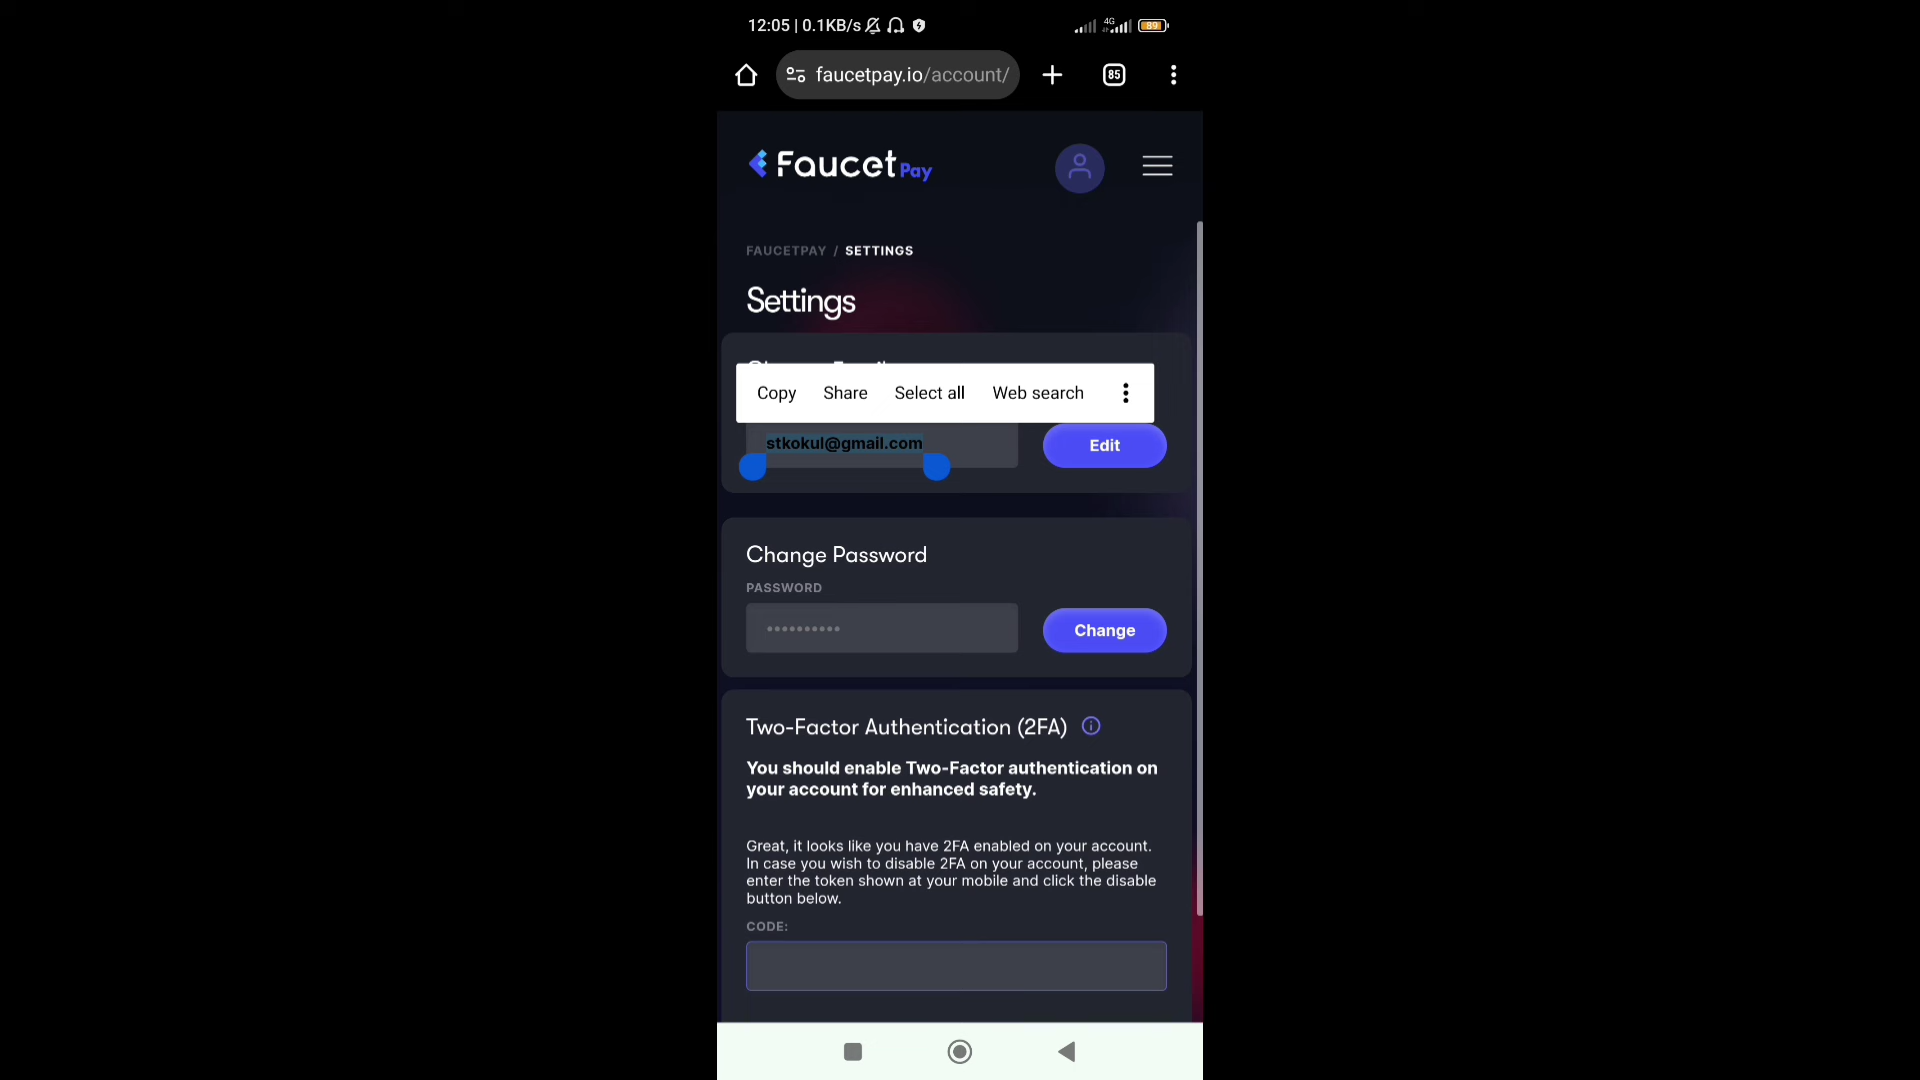 12:05 | 0.1KB/s 4G 89
faucetpay.io/account/ 85
Faucet Pay
FAUCETPAY / SETTINGS
Settings
Copy Share Select all Web search
stkokul@gmail.com Edit
Change Password
PASSWORD
•••••••••• Change
Two-Factor Authentication (2FA)
You should enable Two-Factor authentication on
your account for enhanced safety.
Great, it looks like you have 2FA enabled on your account.
In case you wish to disable 2FA on your account, please
enter the token shown at your mobile and click the disable
button below.
CODE: